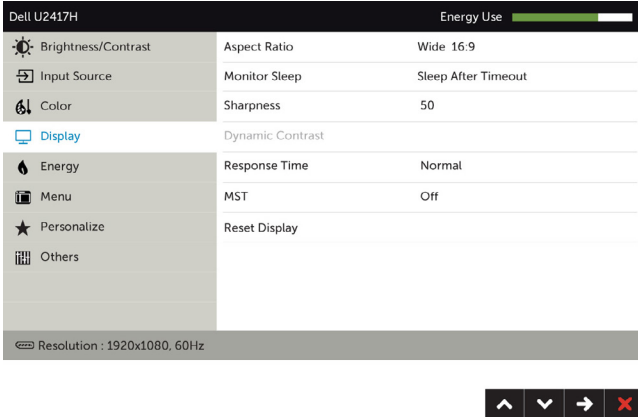 Dell U2417H Energy Use
Brightness/Contrast Aspect Ratio Wide 16:9
Input Source Monitor Sleep Sleep After Timeout
Color Sharpness 50
Display Dynamic Contrast
Energy Response Time Normal
Menu MST Off
Personalize Reset Display
Others
Resolution : 1920x1080, 60Hz